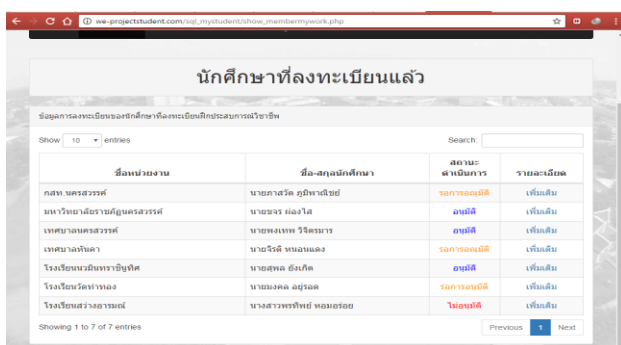 we-projectstudent.com/sql_mystudent/show_membermywork.php
นักศึกษาที่ลงทะเบียนแล้ว
ข้อมูลการลงทะเบียนของนักศึกษาที่ลงทะเบียนฝึกประสบการณ์วิชาชีพ
Show 10 entries Search:
ชื่อหน่วยงาน ชื่อ-สกุลนักศึกษา สถานะดำเนินการ รายละเอียด
กสท.นครสวรรค์ นายภาสวัต ภูมิพาณิชย์ รอการอนุมัติ เพิ่มเติม
มหาวิทยาลัยราชภัฏนครสวรรค์ นายขจร ผ่องใส อนุมัติ เพิ่มเติม
เทศบาลนครสวรรค์ นายพงเทพ วิจิตรมาร อนุมัติ เพิ่มเติม
เทศบาลทันตา นายวีรดี หนอนแดง รอการอนุมัติ เพิ่มเติม
โรงเรียนนวมินทราชินูทิศ นายสุพล ยังเกิด อนุมัติ เพิ่มเติม
โรงเรียนวัดท่าทอง นายมงคล อยู่รอด รอการอนุมัติ เพิ่มเติม
โรงเรียนสว่างอารมณ์ นางสาวพรทิพย์ หอมอร่อย ไม่อนุมัติ เพิ่มเติม
Showing 1 to 7 of 7 entries Previous 1 Next